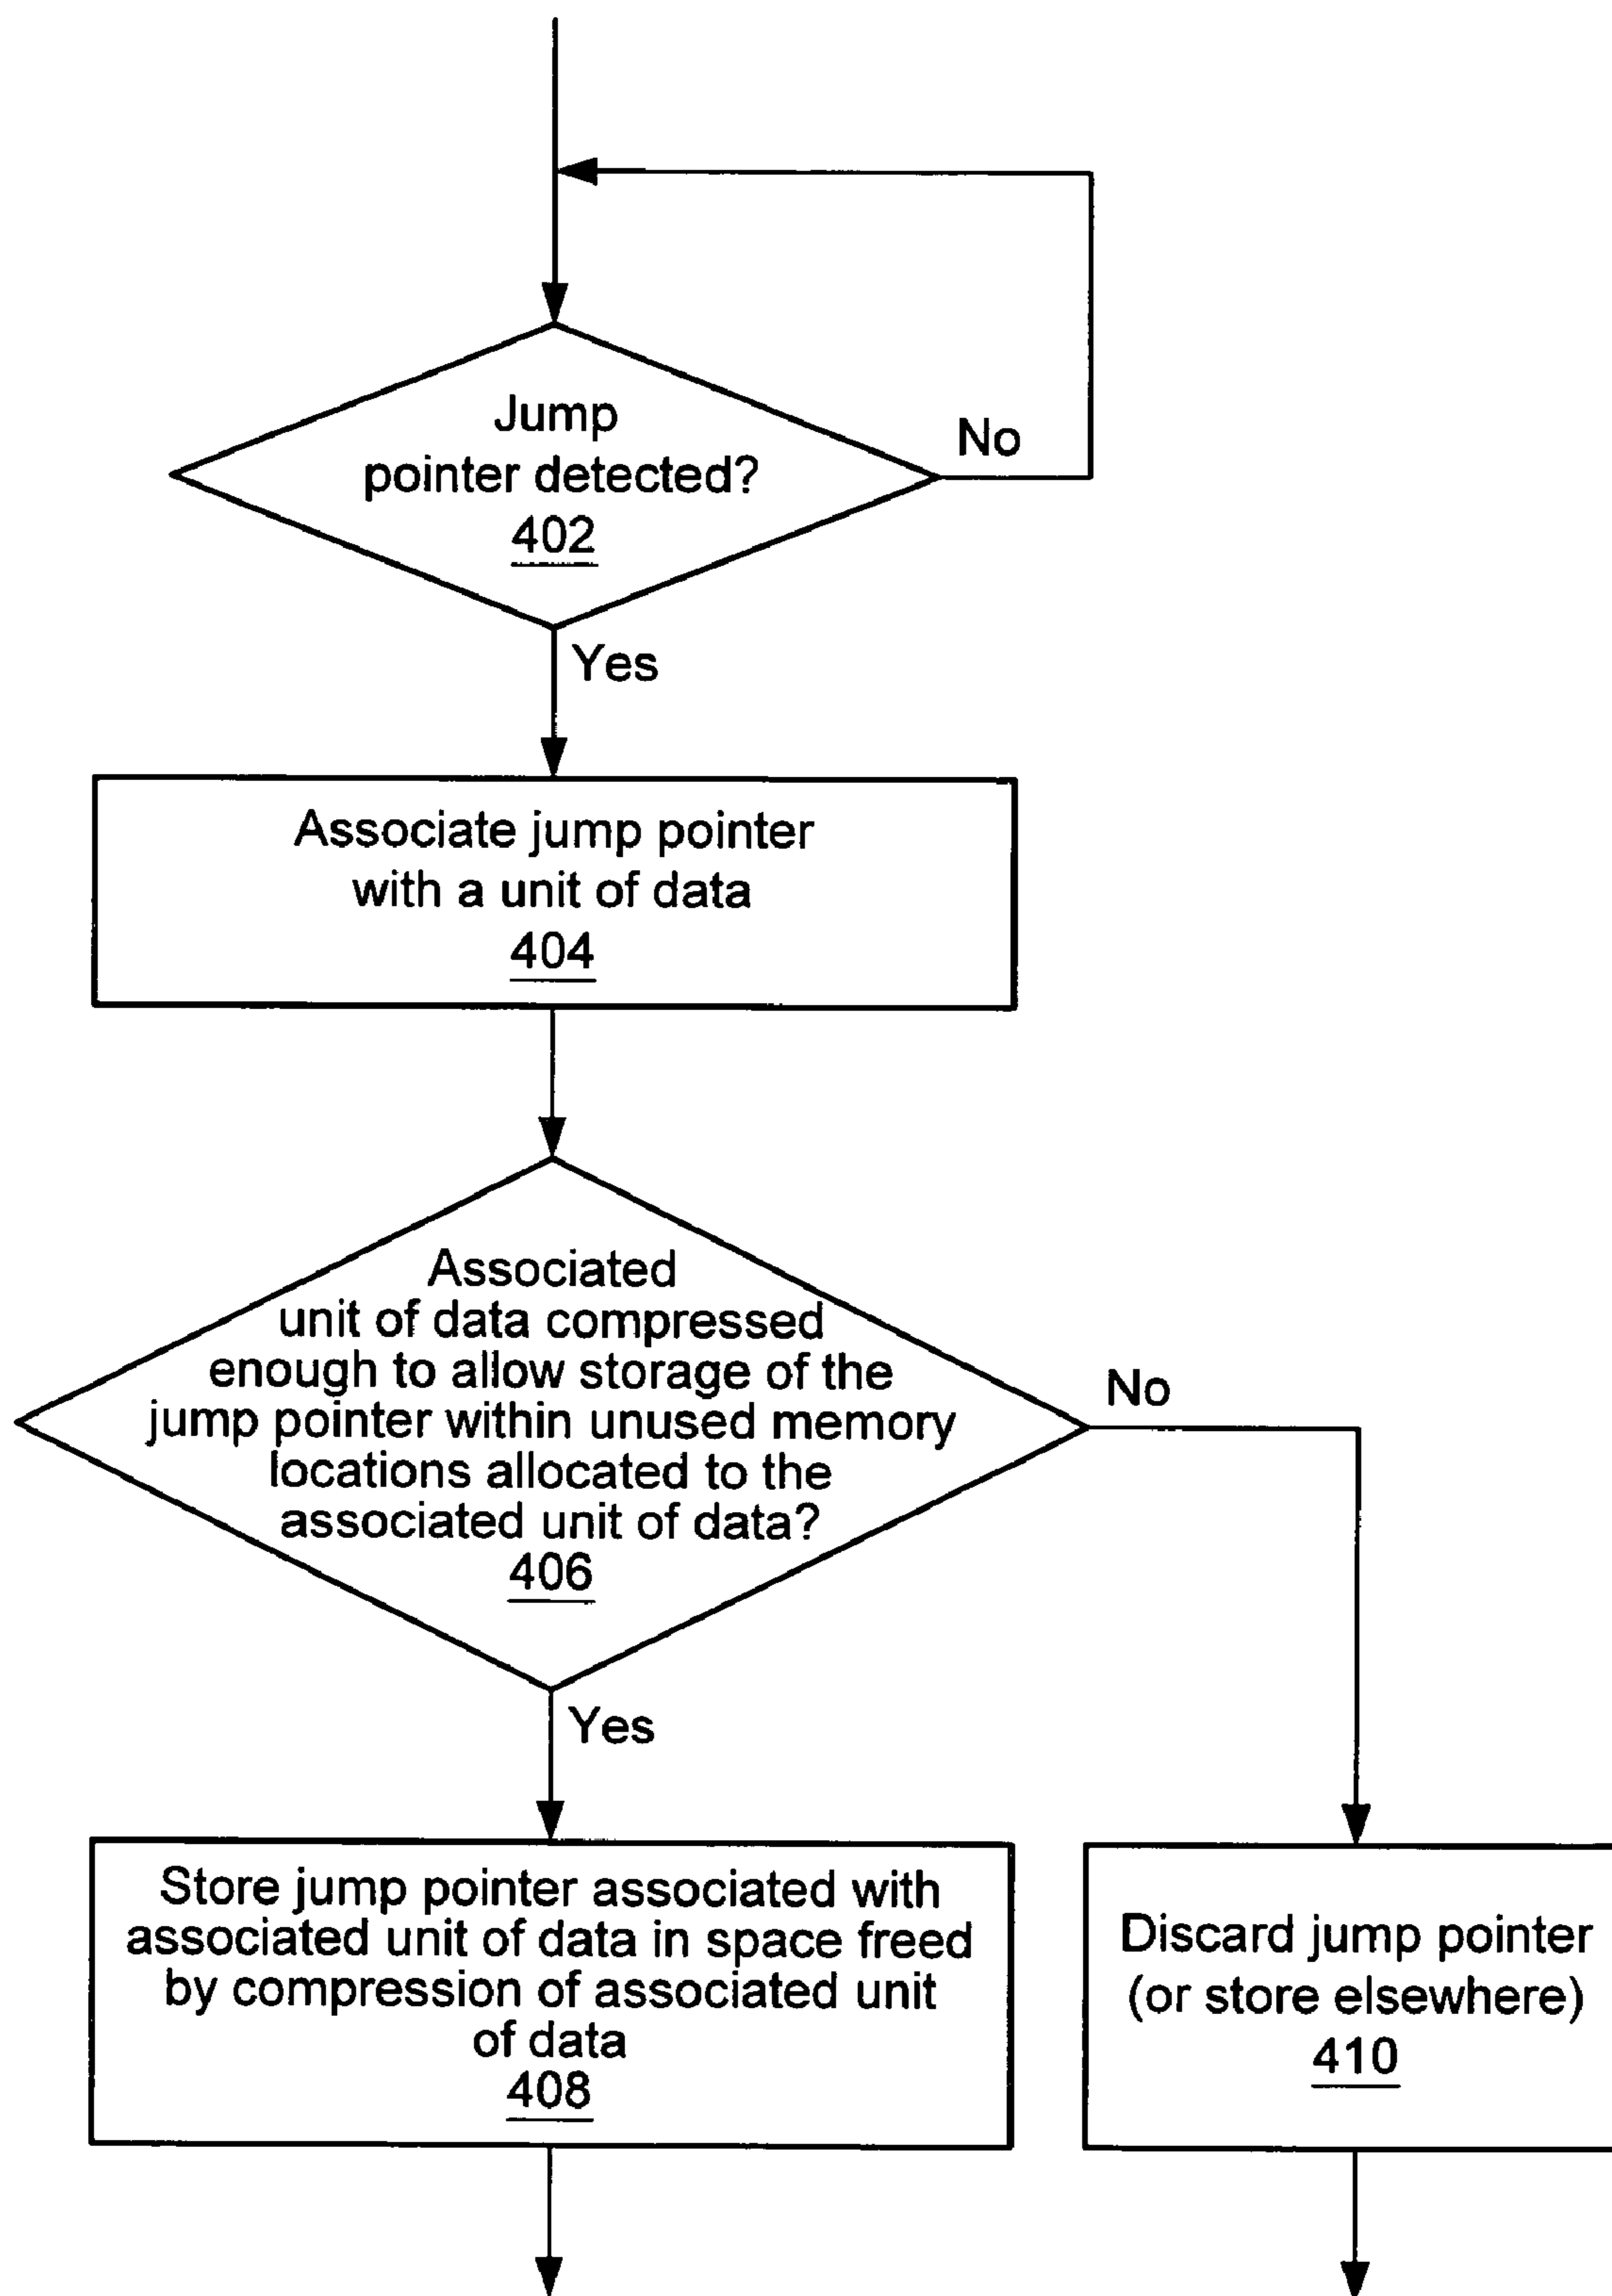 Jump
pointer detected?
402
No
Yes
Associate jump pointer
with a unit of data
404
Associated
unit of data compressed
enough to allow storage of the
jump pointer within unused memory
locations allocated to the
associated unit of data?
406
No
Yes
Store jump pointer associated with
associated unit of data in space freed
by compression of associated unit
of data
408
Discard jump pointer
(or store elsewhere)
410